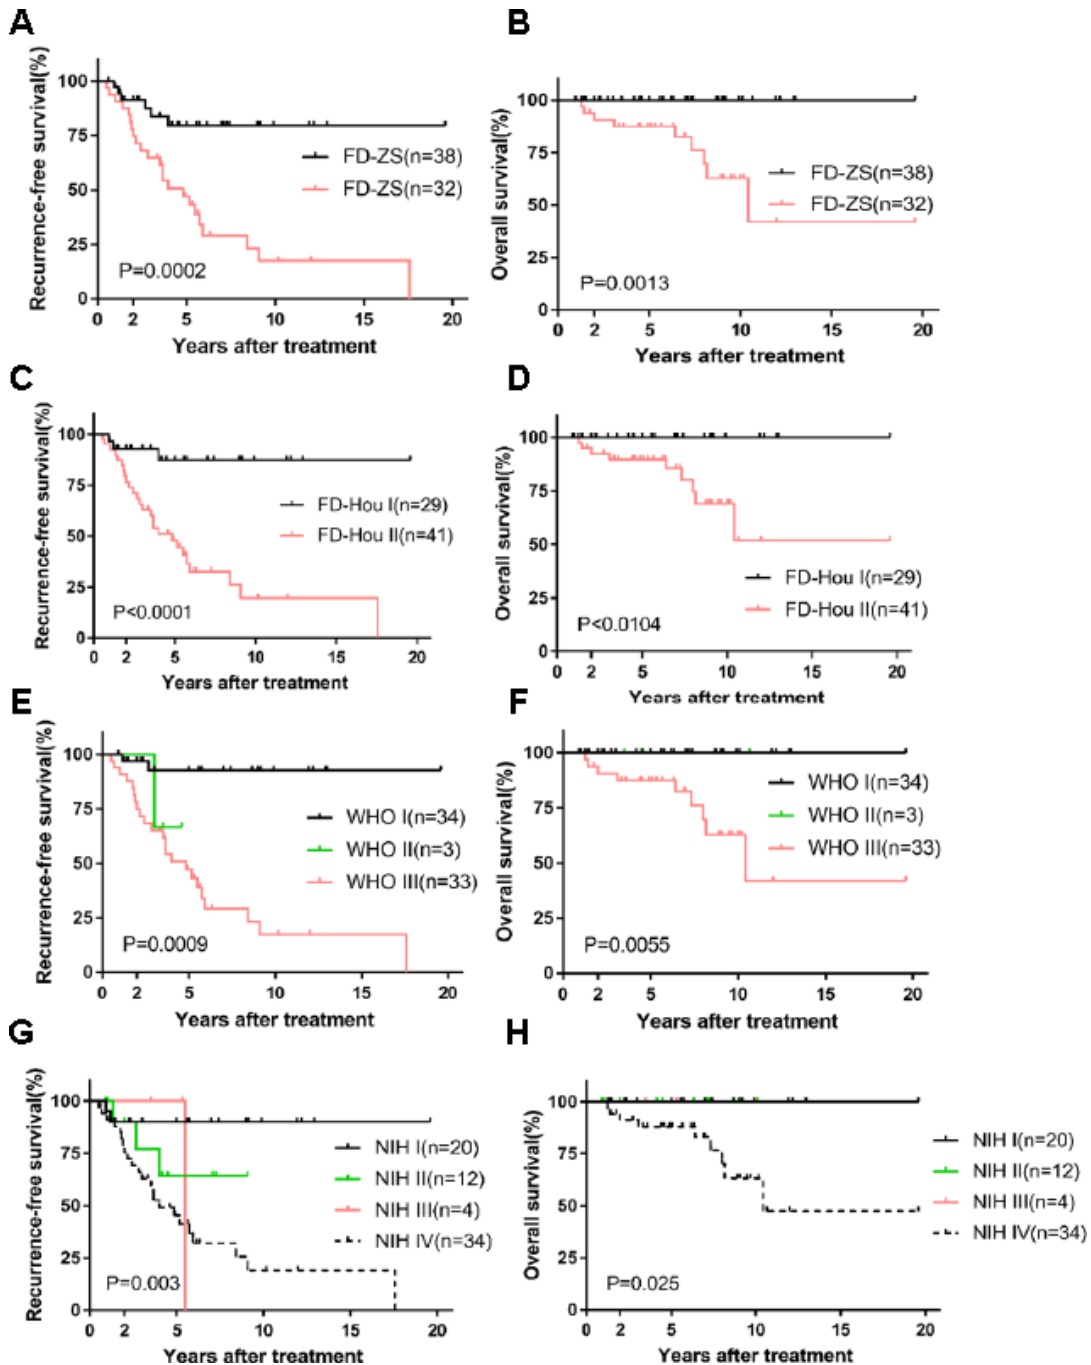 A
Recurrence-free survival(%)
100
75
50
25
0
FD-ZS(n=38)
FD-ZS(n=32)
P=0.0002
0 2 5 10 15 20
Years after treatment
B
Overall survival(%)
100
75
50
25
0
FD-ZS(n=38)
FD-ZS(n=32)
P=0.0013
0 2 5 10 15 20
Years after treatment
C
Recurrence-free survival(%)
100
75
50
25
0
FD-Hou I(n=29)
FD-Hou II(n=41)
P<0.0001
0 2 5 10 15 20
Years after treatment
D
Overall survival(%)
100
75
50
25
0
FD-Hou I(n=29)
FD-Hou II(n=41)
P<0.0104
0 2 5 10 15 20
Years after treatment
E
Recurrence-free survival(%)
100
75
50
25
0
WHO I(n=34)
WHO II(n=3)
WHO III(n=33)
P=0.0009
0 2 5 10 15 20
Years after treatment
F
Overall survival(%)
100
75
50
25
0
WHO I(n=34)
WHO II(n=3)
WHO III(n=33)
P=0.0055
0 2 5 10 15 20
Years after treatment
G
Recurrence-free survival(%)
100
75
50
25
0
NIH I(n=20)
NIH II(n=12)
NIH III(n=4)
NIH IV(n=34)
P=0.003
0 2 5 10 15 20
Years after treatment
H
Overall survival(%)
100
75
50
25
0
NIH I(n=20)
NIH II(n=12)
NIH III(n=4)
NIH IV(n=34)
P=0.025
0 2 5 10 15 20
Years after treatment